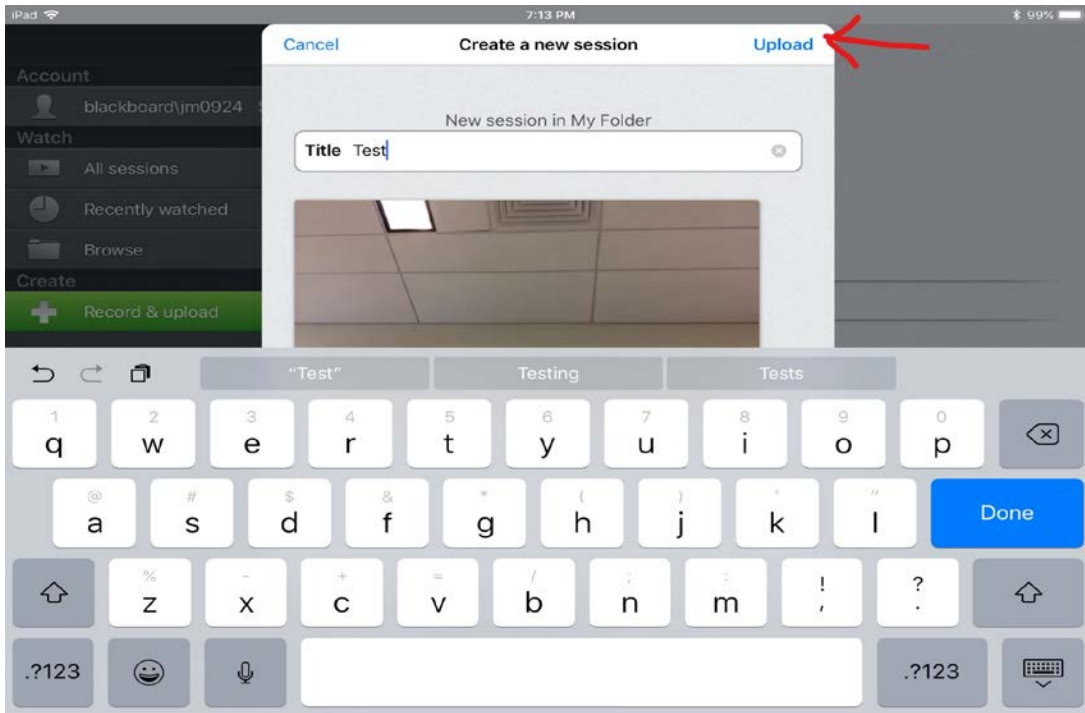 iPad 7:13 PM 99%
Cancel Create a new session Upload
Account
blackboard\jm0924
New session in My Folder
Watch
Title Test
All sessions
Recently watched
Browse
Create
Record & upload
"Test" Testing Tests
1 2 3 4 5 6 7 8 9 0
q w e r t y u i o p
@ # $ & * ( ) ' "
a s d f g h j k l Done
% - + = / ; : ! ?
z x c v b n m , .
.?123 .?123